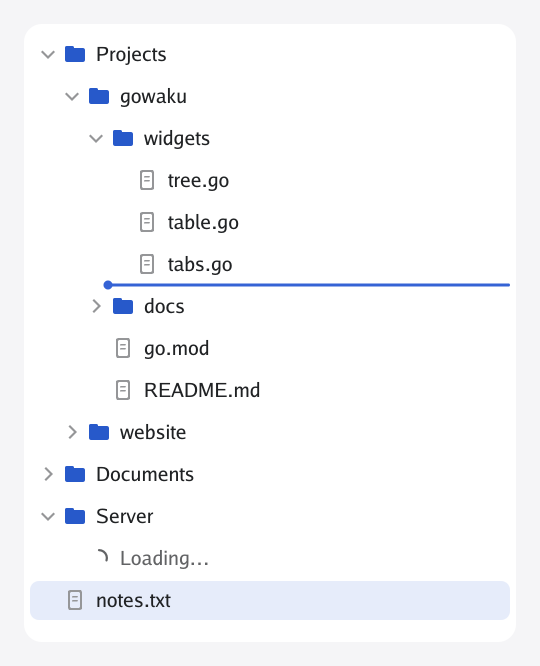 Projects
gowaku
widgets
tree.go
table.go
tabs.go
docs
go.mod
README.md
website
Documents
Server
Loading...
notes.txt